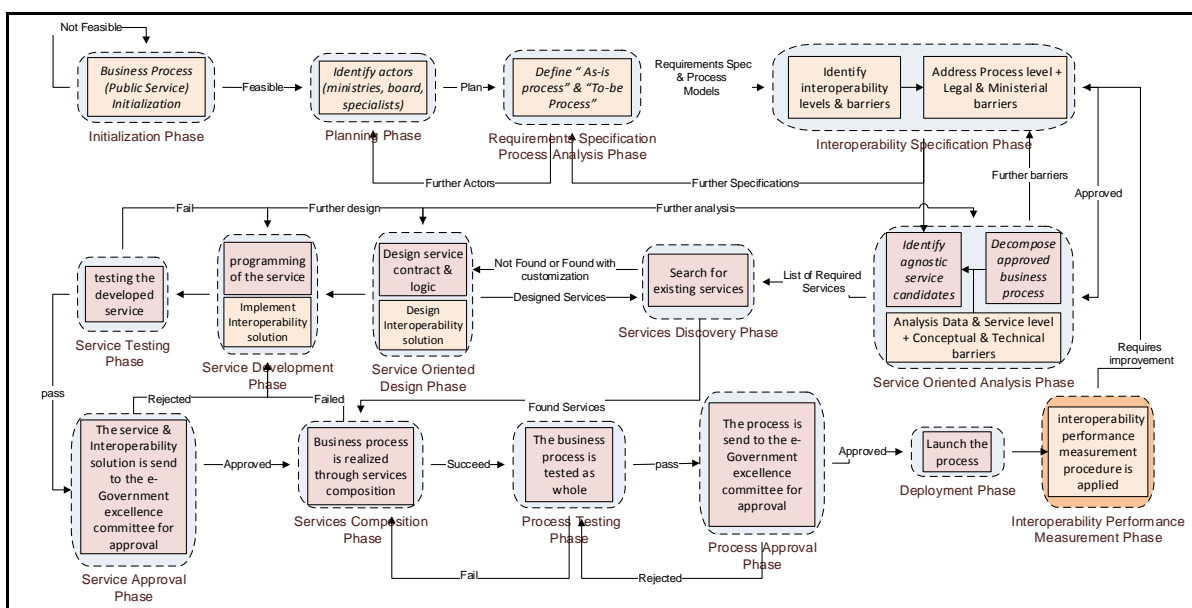 Not Feasible
Business Process
(Public Service)
Initialization
Initialization Phase
Feasible
Identify actors
(ministries, board,
specialists)
Planning Phase
Plan
Define “ As-is
process” & “To-be
Process”
Requirements Specification
Process Analysis Phase
Requirements Spec
& Process
Models
Identify
interoperability
levels & barriers
Address Process level +
Legal & Ministerial
barriers
Interoperability Specification Phase
Further Actors
Further Specifications
Further barriers
Approved
Fail
Further design
Further analysis
testing the
developed
service
Service Testing
Phase
programming
of the service
Implement
Interoperability
solution
Service Development
Phase
Design service
contract &
logic
Design
Interoperability
solution
Service Oriented
Design Phase
Not Found or Found with
customization
Designed Services
Search for
existing services
Services Discovery Phase
List of Required
Services
Identify
agnostic
service
candidates
Decompose
approved
business
process
Analysis Data & Service level
+ Conceptual & Technical
barriers
Service Oriented Analysis Phase
Requires
improvement
pass
Rejected
Failed
Found Services
The service &
Interoperability
solution is send
to the e-
Government
excellence
committee for
approval
Service Approval
Phase
Approved
Business process
is realized
through services
composition
Services Composition
Phase
Succeed
The business
process is
tested as
whole
Process Testing
Phase
pass
The process is
send to the e-
Government
excellence
committee for
approval
Process Approval
Phase
Approved
Launch the
process
Deployment Phase
interoperability
performance
measurement
procedure is
applied
Interoperability Performance
Measurement Phase
Fail
Rejected